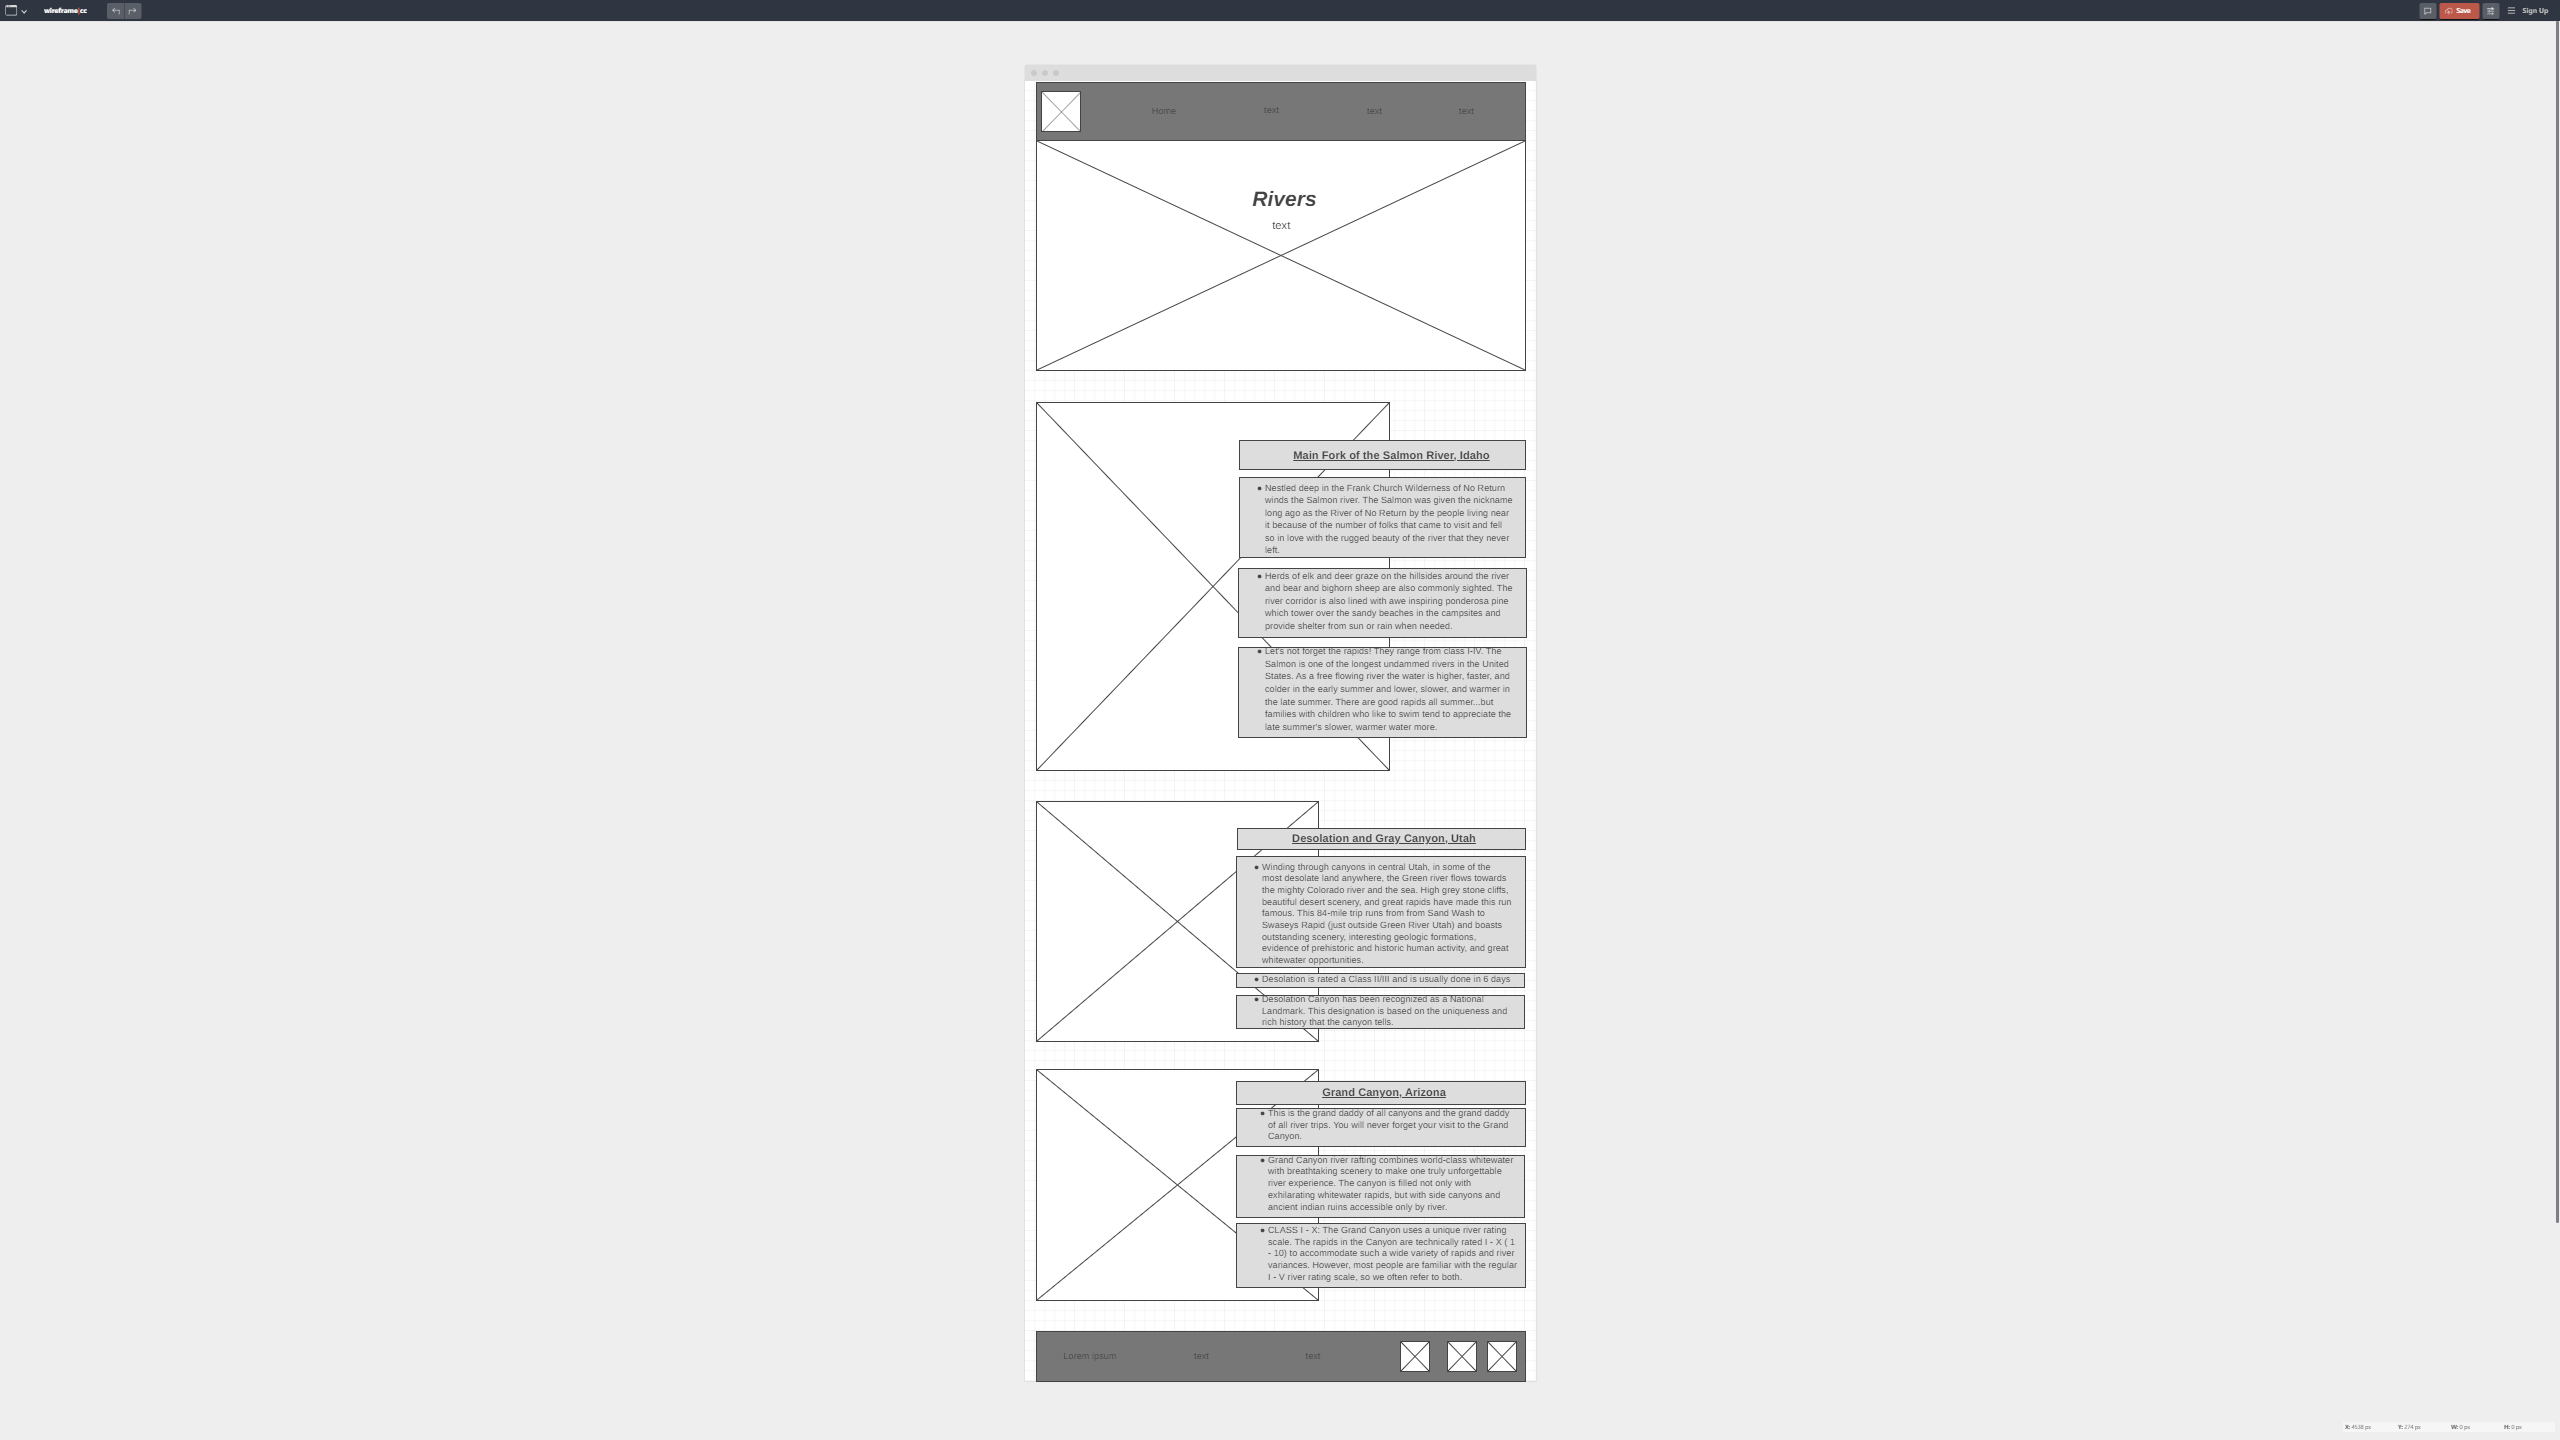 wireframe|cc
Save
Sign Up
Home
text
text
text
Rivers
text
Main Fork of the Salmon River, Idaho
● Nestled deep in the Frank Church Wilderness of No Return
winds the Salmon river. The Salmon was given the nickname
long ago as the River of No Return by the people living near
it because of the number of folks that came to visit and fell
so in love with the rugged beauty of the river that they never
left.
● Herds of elk and deer graze on the hillsides around the river
and bear and bighorn sheep are also commonly sighted. The
river corridor is also lined with awe inspiring ponderosa pine
which tower over the sandy beaches in the campsites and
provide shelter from sun or rain when needed.
● Let's not forget the rapids! They range from class I-IV. The
Salmon is one of the longest undammed rivers in the United
States. As a free flowing river the water is higher, faster, and
colder in the early summer and lower, slower, and warmer in
the late summer. There are good rapids all summer...but
families with children who like to swim tend to appreciate the
late summer's slower, warmer water more.
Desolation and Gray Canyon, Utah
● Winding through canyons in central Utah, in some of the
most desolate land anywhere, the Green river flows towards
the mighty Colorado river and the sea. High grey stone cliffs,
beautiful desert scenery, and great rapids have made this run
famous. This 84-mile trip runs from from Sand Wash to
Swaseys Rapid (just outside Green River Utah) and boasts
outstanding scenery, interesting geologic formations,
evidence of prehistoric and historic human activity, and great
whitewater opportunities.
● Desolation is rated a Class II/III and is usually done in 6 days
● Desolation Canyon has been recognized as a National
Landmark. This designation is based on the uniqueness and
rich history that the canyon tells.
Grand Canyon, Arizona
● This is the grand daddy of all canyons and the grand daddy
of all river trips. You will never forget your visit to the Grand
Canyon.
● Grand Canyon river rafting combines world-class whitewater
with breathtaking scenery to make one truly unforgettable
river experience. The canyon is filled not only with
exhilarating whitewater rapids, but with side canyons and
ancient indian ruins accessible only by river.
● CLASS I - X: The Grand Canyon uses a unique river rating
scale. The rapids in the Canyon are technically rated I - X ( 1
- 10) to accommodate such a wide variety of rapids and river
variances. However, most people are familiar with the regular
I - V river rating scale, so we often refer to both.
Lorem ipsum
text
text
X: 4538 px Y: 274 px W: 0 px H: 0 px